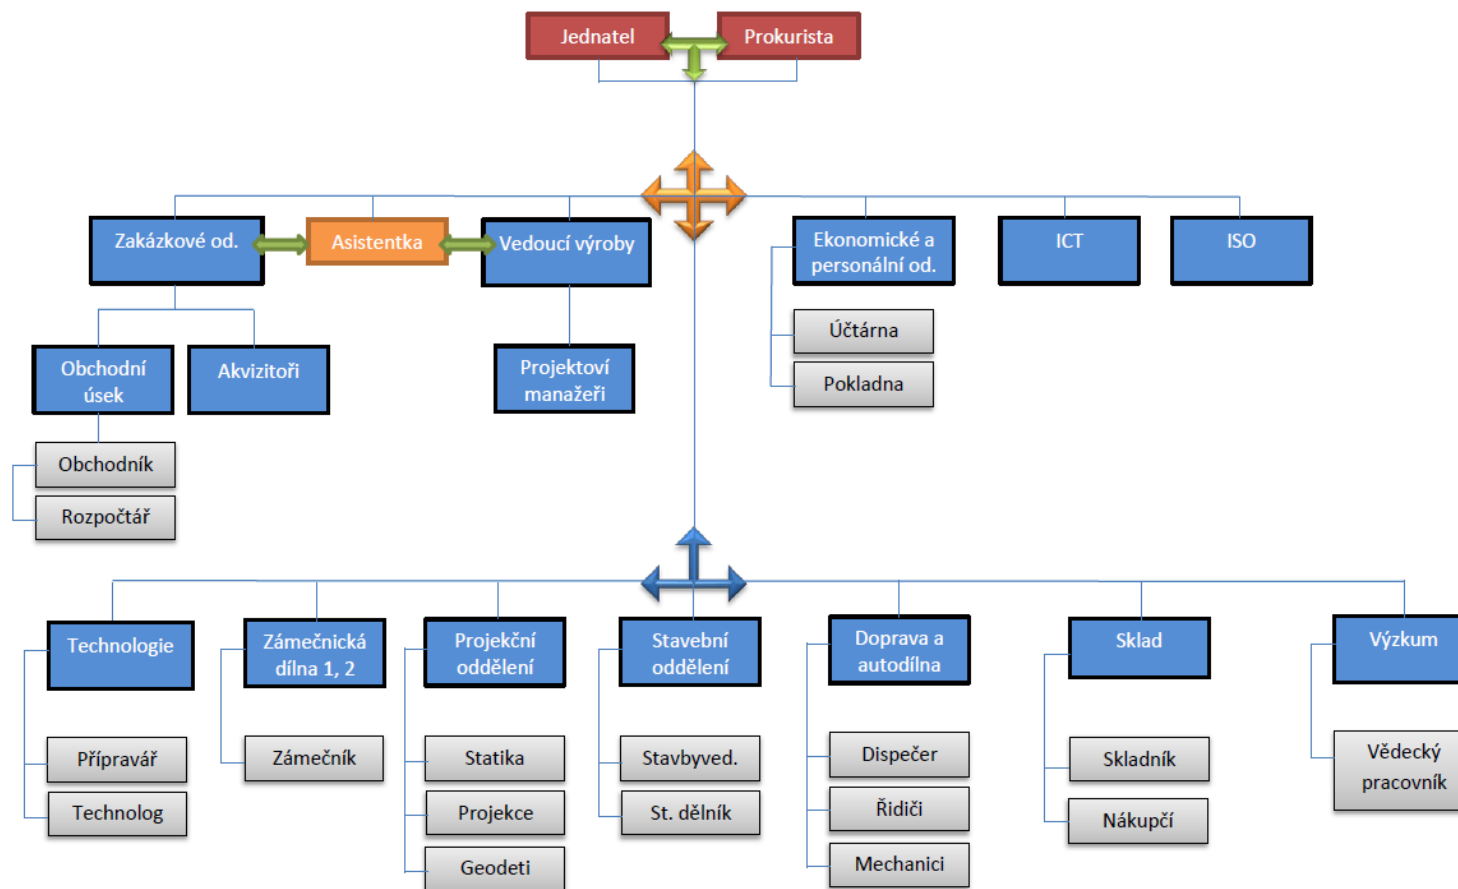 Jednatel
Prokurista
Zakázkové od.
Asistentka
Vedoucí výroby
Ekonomické a
personální od.
ICT
ISO
Účtárna
Pokladna
Obchodní
úsek
Akvizitoři
Projektoví
manažeři
Obchodník
Rozpočtář
Technologie
Zámečnická
dílna 1, 2
Projekční
oddělení
Stavební
oddělení
Doprava a
autodílna
Sklad
Výzkum
Přípravář
Technolog
Zámečník
Statika
Projekce
Geodeti
Stavbyved.
St. dělník
Dispečer
Řidiči
Mechanici
Skladník
Nákupčí
Vědecký
pracovník